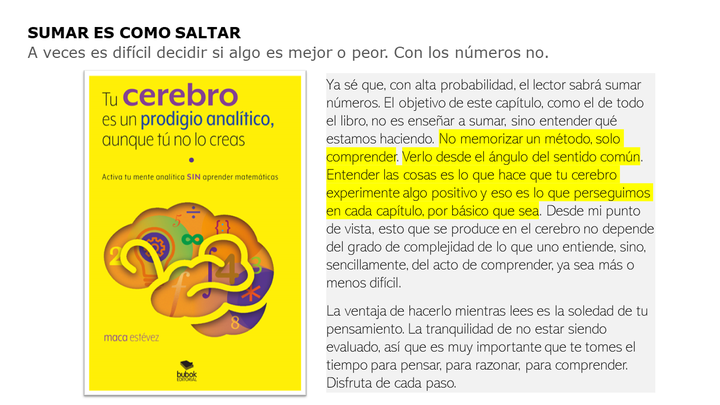 SUMAR ES COMO SALTAR
A veces es difícil decidir si algo es mejor o peor. Con los números no.
Tu cerebro
es un prodigio analítico,
aunque tú no lo creas
Activa tu mente analítica SIN aprender matemáticas
5
÷
{}
2
∞
∫
4
3
f
*
8
maca estévez
bubok
EDITORIAL
Ya sé que, con alta probabilidad, el lector sabrá sumar
números. El objetivo de este capítulo, como el de todo
el libro, no es enseñar a sumar, sino entender qué
estamos haciendo. No memorizar un método, solo
comprender. Verlo desde el ángulo del sentido común.
Entender las cosas es lo que hace que tu cerebro
experimente algo positivo y eso es lo que perseguimos
en cada capítulo, por básico que sea. Desde mi punto
de vista, esto que se produce en el cerebro no depende
del grado de complejidad de lo que uno entiende, sino,
sencillamente, del acto de comprender, ya sea más o
menos difícil.
La ventaja de hacerlo mientras lees es la soledad de tu
pensamiento. La tranquilidad de no estar siendo
evaluado, así que es muy importante que te tomes el
tiempo para pensar, para razonar, para comprender.
Disfruta de cada paso.